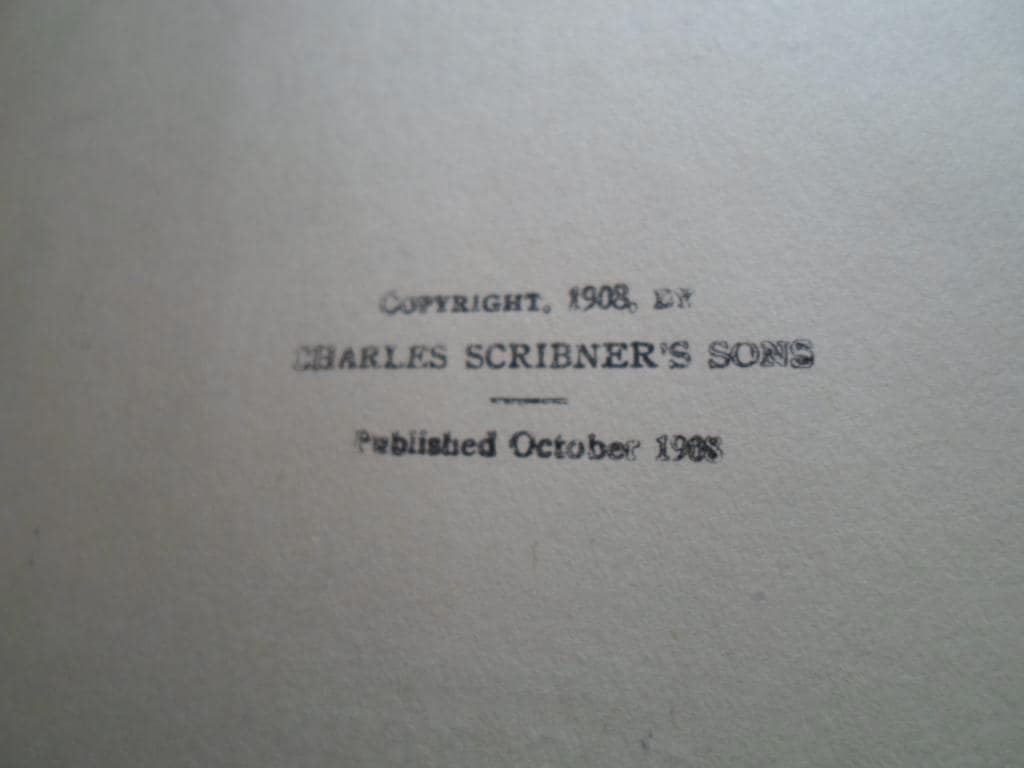 COPYRIGHT, 1908, BY
CHARLES SCRIBNER'S SONS
Published October 1908